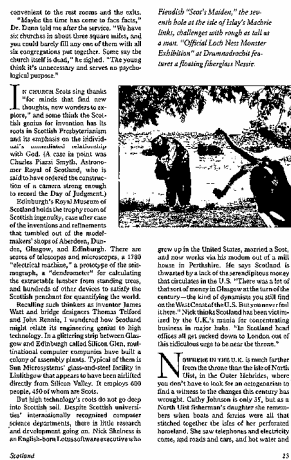 convenient to the rest rooms and the exits.
"Maybe the time has come to face facts,"
Dr. Dann told me after the service. "We have
six churches in about three square miles, and
you could barely fill any one of them with all
six congregations put together. Some say the
church itself is dead," he sighed. "The young
think it's unnecessary and serves no psycho-
logical purpose."
IN CHURCH Scots sing thanks
"for minds that find new
thoughts, new wonders to ex-
plore," and some think the Scot-
tish genius for invention has its
roots in Scottish Presbyterianism
and its emphasis on the individ-
ual's unmediated relationship
with God. (A case in point was
Charles Piazzi Smyth, Astrono-
mer Royal of Scotland, who is
said to have ordered the construc-
tion of a camera strong enough
to record the Day of Judgment.)
Edinburgh's Royal Museum of
Scotland holds the trophy room of
Scottish ingenuity, case after case
of the inventions and refinements
that tumbled out of the model-
makers' shops of Aberdeen, Dun-
dee, Glasgow, and Edinburgh. There are
scores of telescopes and microscopes, a 1780
"electrical machine," a prototype of the seis-
mograph, a "dendrometer" for calculating
the extractable lumber from standing trees,
and hundreds of other devices to satisfy the
Scottish penchant for quantifying the world.
Recalling such tinkers as inventor James
Watt and bridge designers Thomas Telford
and John Rennie, I wondered how Scotland
might relate its engineering genius to high
technology. In a glittering strip between Glas-
gow and Edinburgh called Silicon Glen, mul-
tinational computer companies have built a
colony of assembly plants. Typical of them is
Sun Microsystems' glass-and-steel facility in
Linlithgow that appears to have been airlifted
directly from Silicon Valley. It employs 600
people, 450 of whom are Scots.
But high technology's roots do not go deep
into Scottish soil. Despite Scottish universi-
ties' internationally recognized computer
science departments, there is little research
and development going on. Nick Skeleton is
an English-born Lotus software executive who
Fiendish "Scot's Maiden," the sev-
enth hole at the side of Islay's Machrie
links, challenges with rough as tall as
a man. "Official Loch Ness Monster
Exhibition" at Drumnadrochit fea-
tures a floating fiberglass Nessie.
grew up in the United States, married a Scot,
and now works via his modem out of a mill
house in Perthshire. He says Scotland is
thwarted by a lack of the serendipitous money
that circulates in the U.S. "There was a lot of
that sort of money in Glasgow at the turn of the
century—the kind of dynamism you still find
on the West Coast of the U.S. But you never feel
it here." Nick thinks Scotland has been victim-
ized by the U.K.'s mania for concentrating
business in major hubs. "In Scotland head
offices all get sucked down to London out of
this ridiculous urge to be near the throne."
NOWHERE IN THE U.K. is much farther
from the throne than the isle of North
Uist, in the Outer Hebrides, where
you don't have to look for an octogenarian to
find a witness to the changes this century has
wrought. Cathy Johnson is only 35, but as a
North Uist fisherman's daughter she remem-
bers when boats and ferries were all that
stitched together the isles of her perforated
homeland. She saw telephones and electricity
come, and roads and cars, and hot water and
Scotland
23